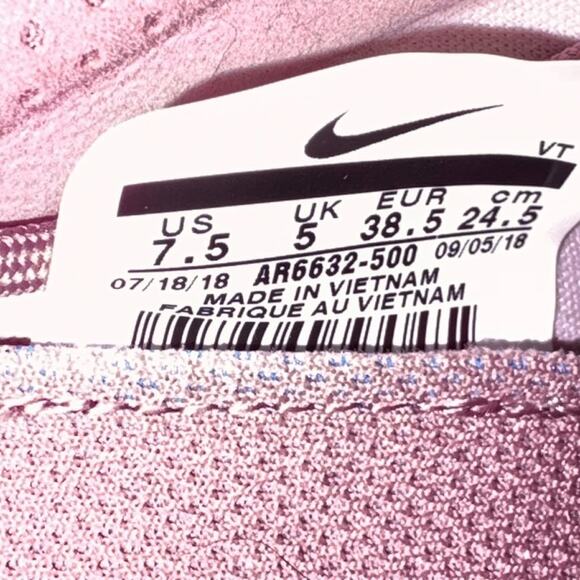 VT
US UK EUR cm
7.5 5 38.5 24.5
07/18/18 AR6632-500 09/05/18
MADE IN VIETNAM
FABRIQUE AU VIETNAM